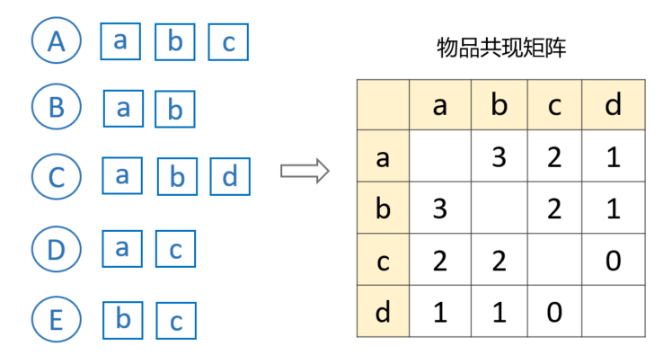 A a b c
B a b
C a b d
D a c
E b c
物品共现矩阵
a b c d
a 3 2 1
b 3 2 1
c 2 2 0
d 1 1 0